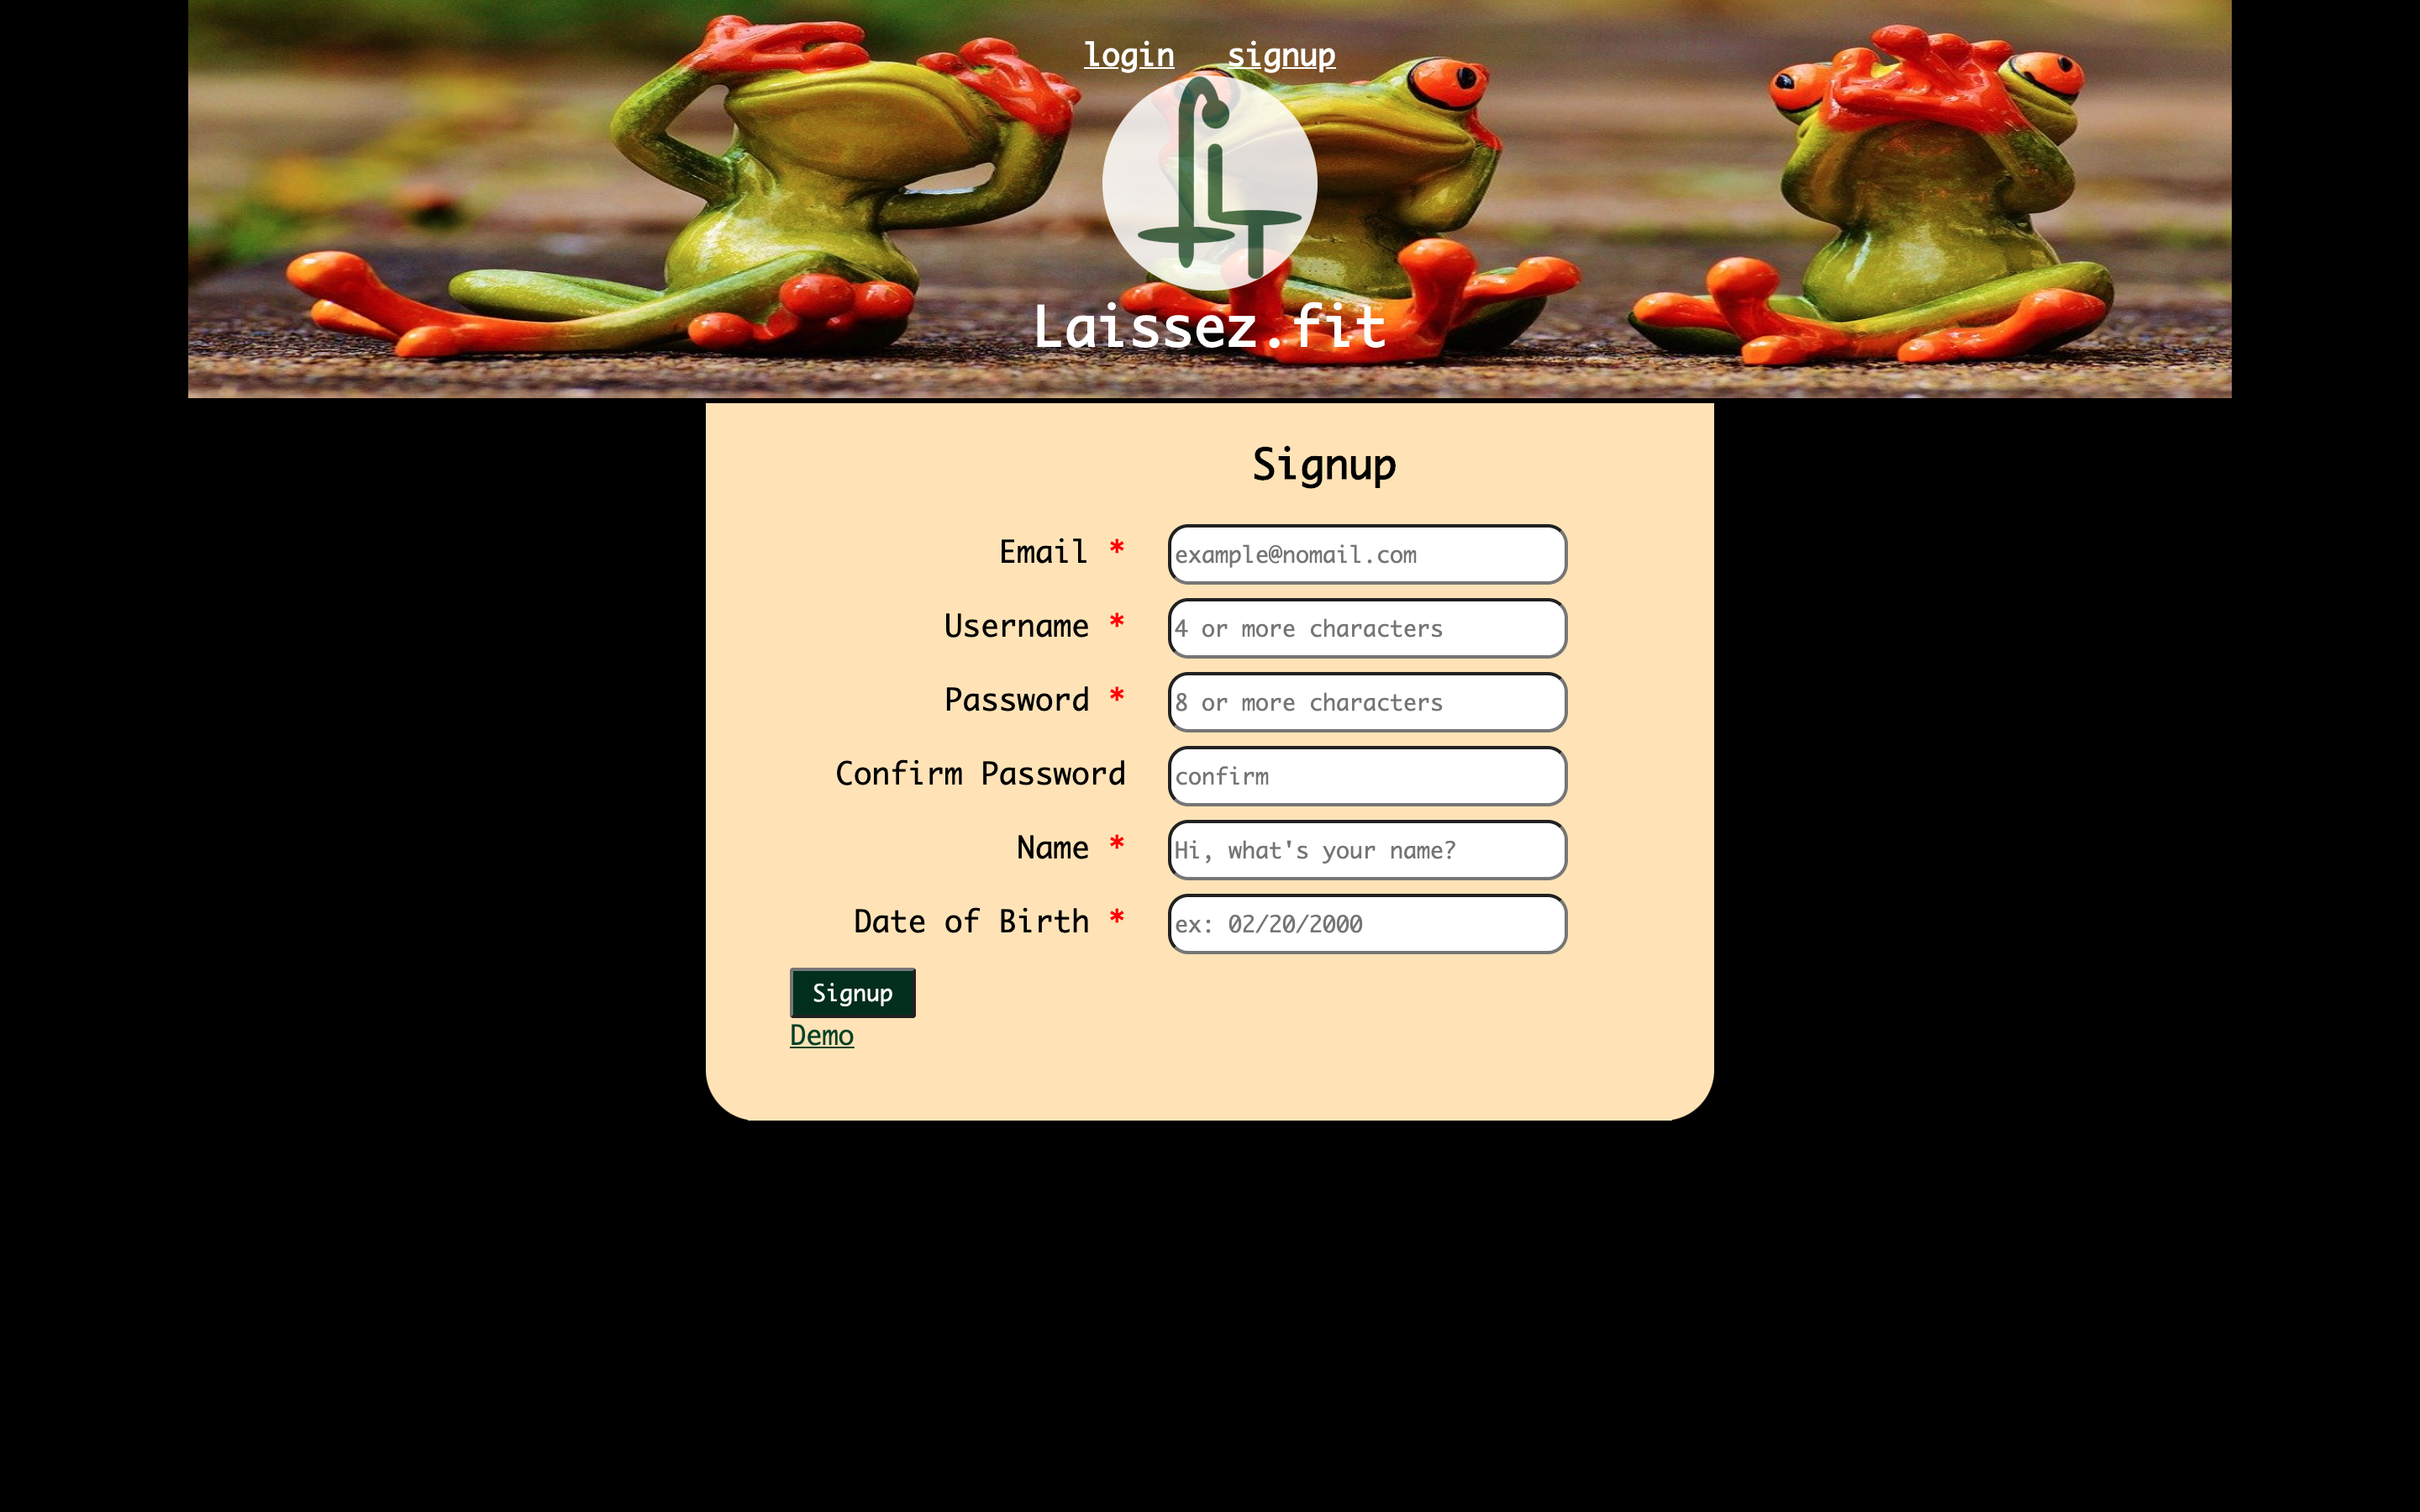 login signup
fit
Laissez.fit
Signup
Email * example@nomail.com
Username * 4 or more characters
Password * 8 or more characters
Confirm Password confirm
Name * Hi, what's your name?
Date of Birth * ex: 02/20/2000
Signup
Demo